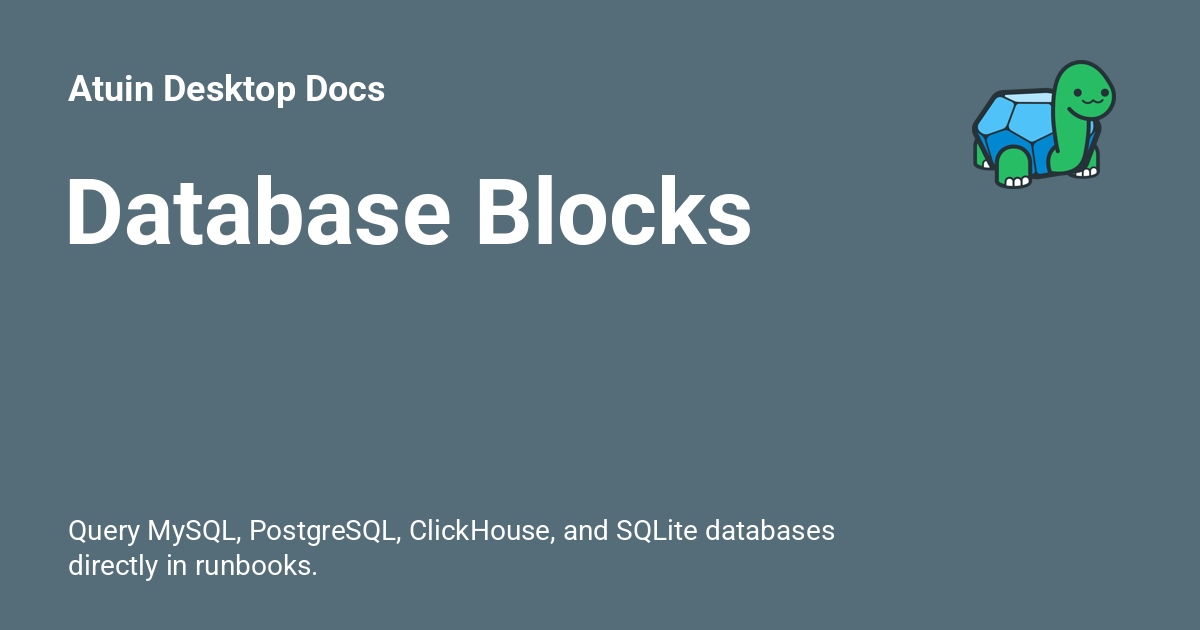 Atuin Desktop Docs
Database Blocks
Query MySQL, PostgreSQL, ClickHouse, and SQLite databases
directly in runbooks.